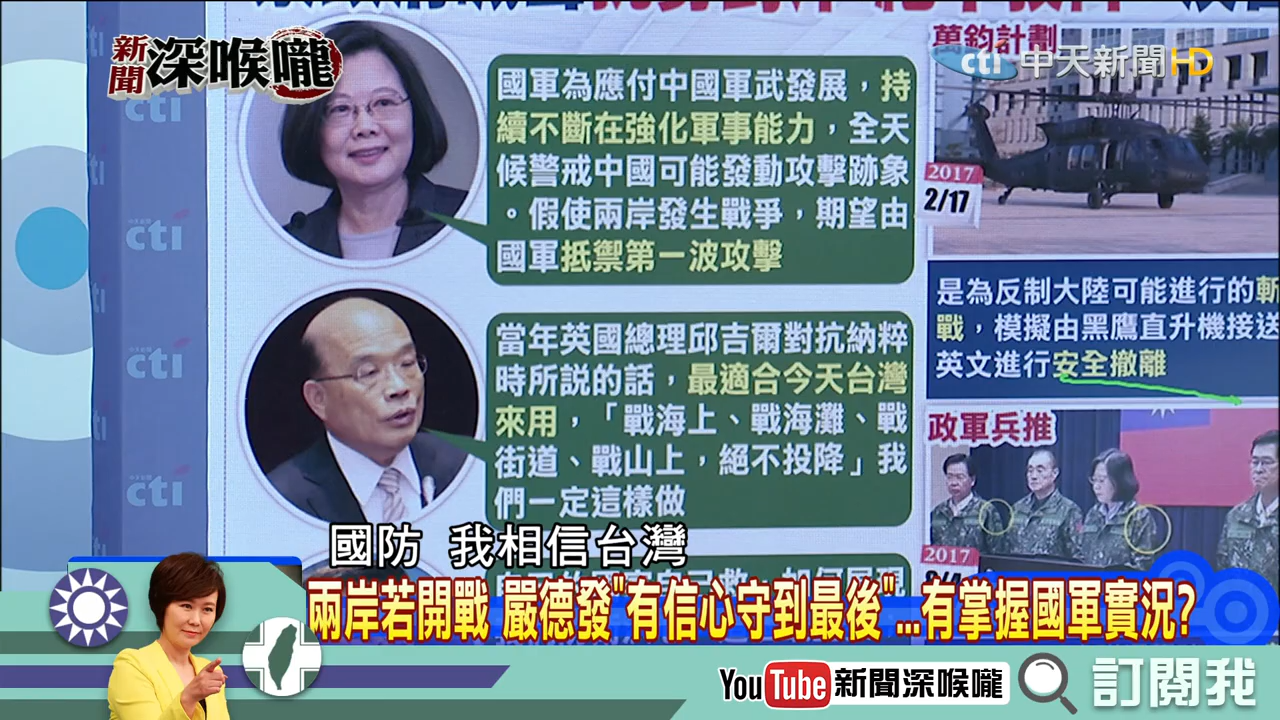 新聞深喉嚨
cti 中天新聞HD
國軍為應付中國軍武發展，持
續不斷在強化軍事能力，全天
候警戒中國可能發動攻擊跡象
。假使兩岸發生戰爭，期望由
國軍抵禦第一波攻擊
當年英國總理邱吉爾對抗納粹
時所說的話，最適合今天台灣
來用，「戰海上、戰海灘、戰
街道、戰山上，絕不投降」我
們一定這樣做
萬鈞計劃
2017
2/17
是為反制大陸可能進行的斬
戰，模擬由黑鷹直升機接送
英文進行安全撤離
政軍兵推
2017
cti
cti
cti
cti
國防 我相信台灣
兩岸若開戰 嚴德發"有信心守到最後"...有掌握國軍實況?
YouTube 新聞深喉嚨 訂閱我